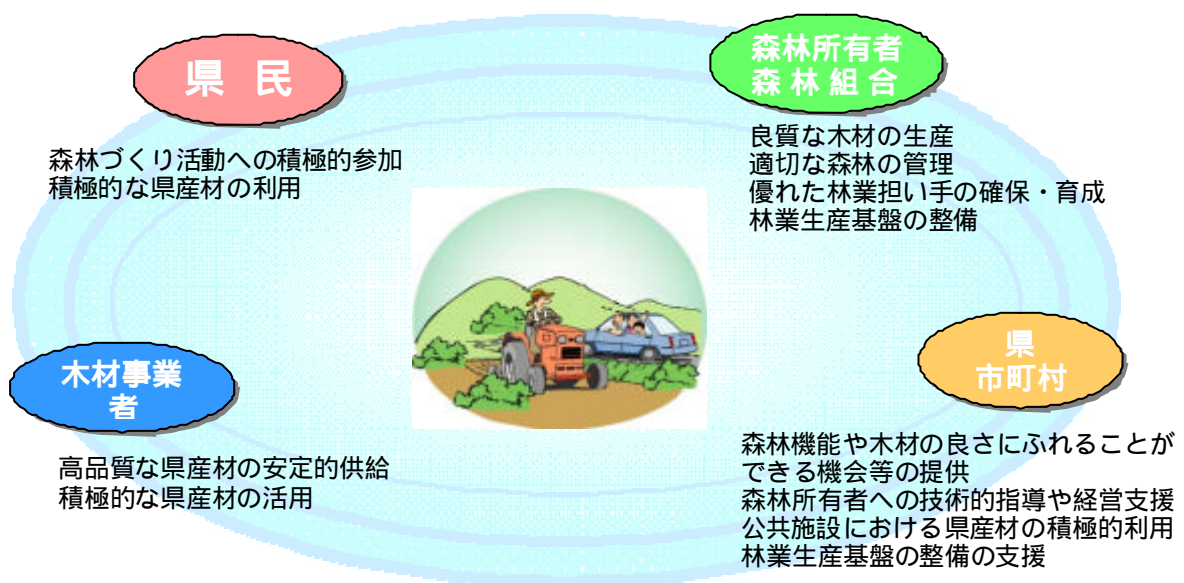 県 民
森林づくり活動への積極的参加
積極的な県産材の利用
森林所有者
森 林 組 合
良質な木材の生産
適切な森林の管理
優れた林業担い手の確保・育成
林業生産基盤の整備
木材事業
者
高品質な県産材の安定的供給
積極的な県産材の活用
県
市町村
森林機能や木材の良さにふれることが
できる機会等の提供
森林所有者への技術的指導や経営支援
公共施設における県産材の積極的利用
林業生産基盤の整備の支援